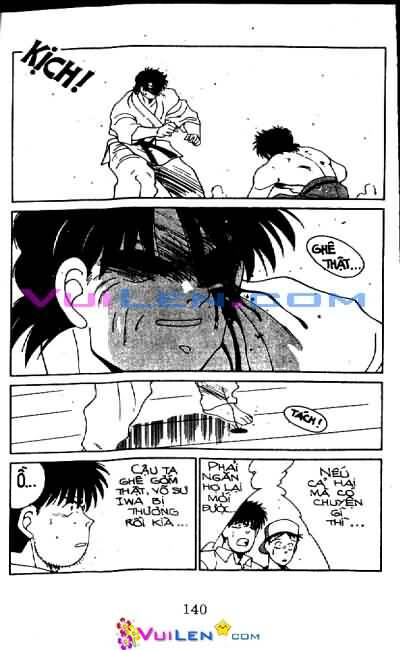 KỊCH!
GHÊ
THẬT...
VuiLen.com
TÁCH!
Ồ...
CẬU TA
GHÊ GỚM
THẬT, VÕ SƯ
IWA BỊ
THƯƠNG
RỒI KÌA...
PHẢI
NGĂN
HỌ LẠI
MỚI
ĐƯỢC...
NẾU
CẢ HAI
MÀ CÓ
CHUYỆN
GÌ
THÌ...
140
VuiLen.com